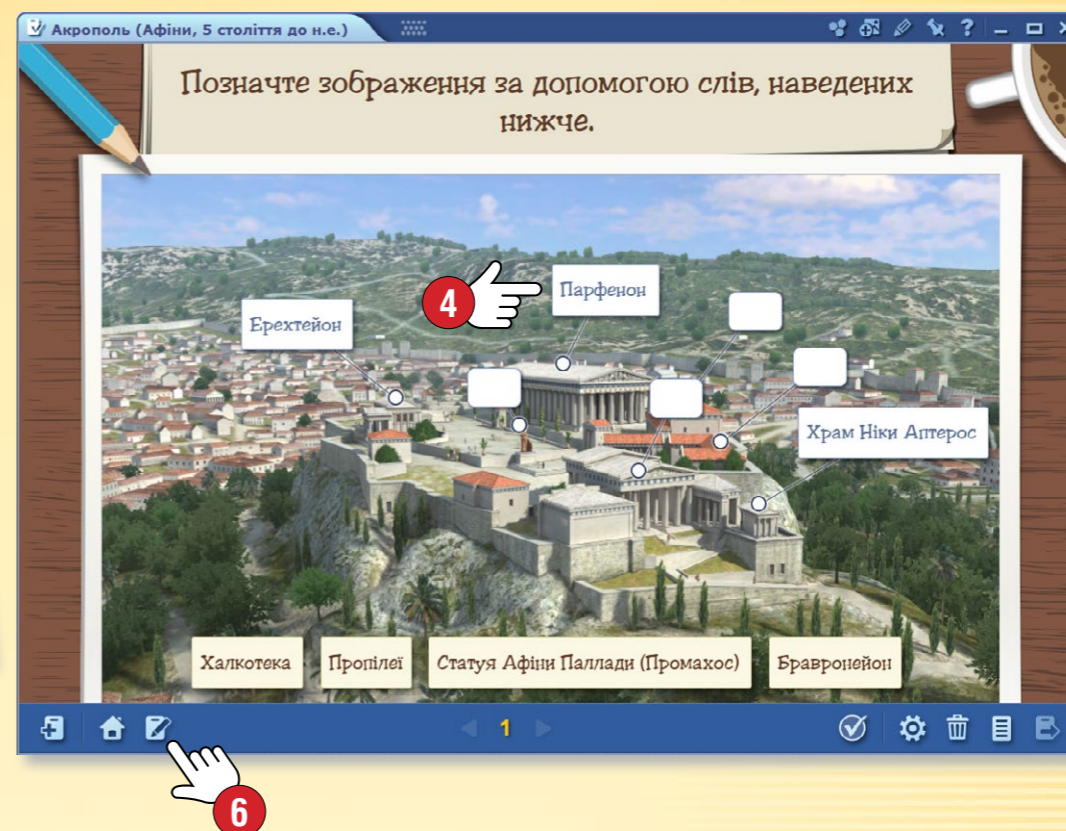 Акрополь (Афіни, 5 століття до н.е.)
?
Позначте зображення за допомогою слів, наведених
нижче.
4
Парфенон
Ерехтейон
Храм Ніки Аптерос
Халкотека
Пропілеї
Статуя Афіни Паллади (Промахос)
Бравронейон
1
6